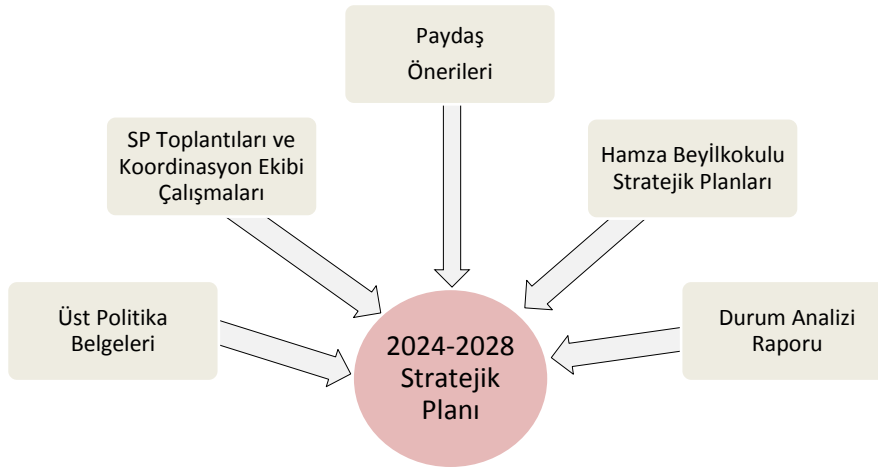 Paydaş
Önerileri
SP Toplantıları ve
Koordinasyon Ekibi
Çalışmaları
Hamza Beyİlkokulu
Stratejik Planları
Üst Politika
Belgeleri
Durum Analizi
Raporu
2024-2028
Stratejik
Planı